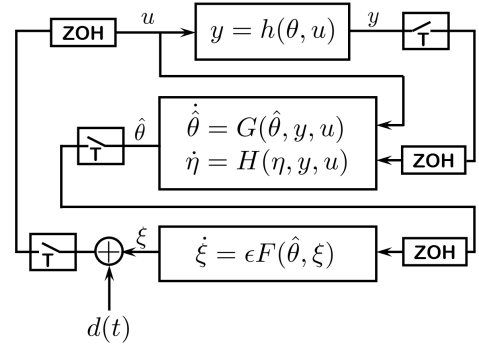 ZOH
u
y = h(θ, u)
y
T
T
θ̂
θ̂̇ = G(θ̂, y, u)
η̇ = H(η, y, u)
ZOH
T
ξ
ξ̇ = ϵF(θ̂, ξ)
ZOH
d(t)